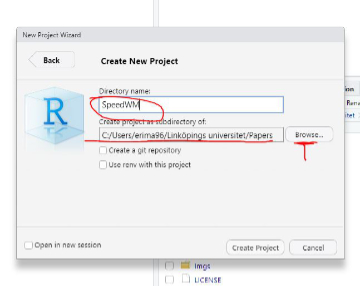 New Project Wizard
Back
Create New Project
Directory name:
SpeedWM
Create project as subdirectory of:
C:/Users/erima96/Linköpings universitet/Papers
Browse...
Create a git repository
Use renv with this project
Open in new session
Create Project
Cancel
Imgs
LICENSE